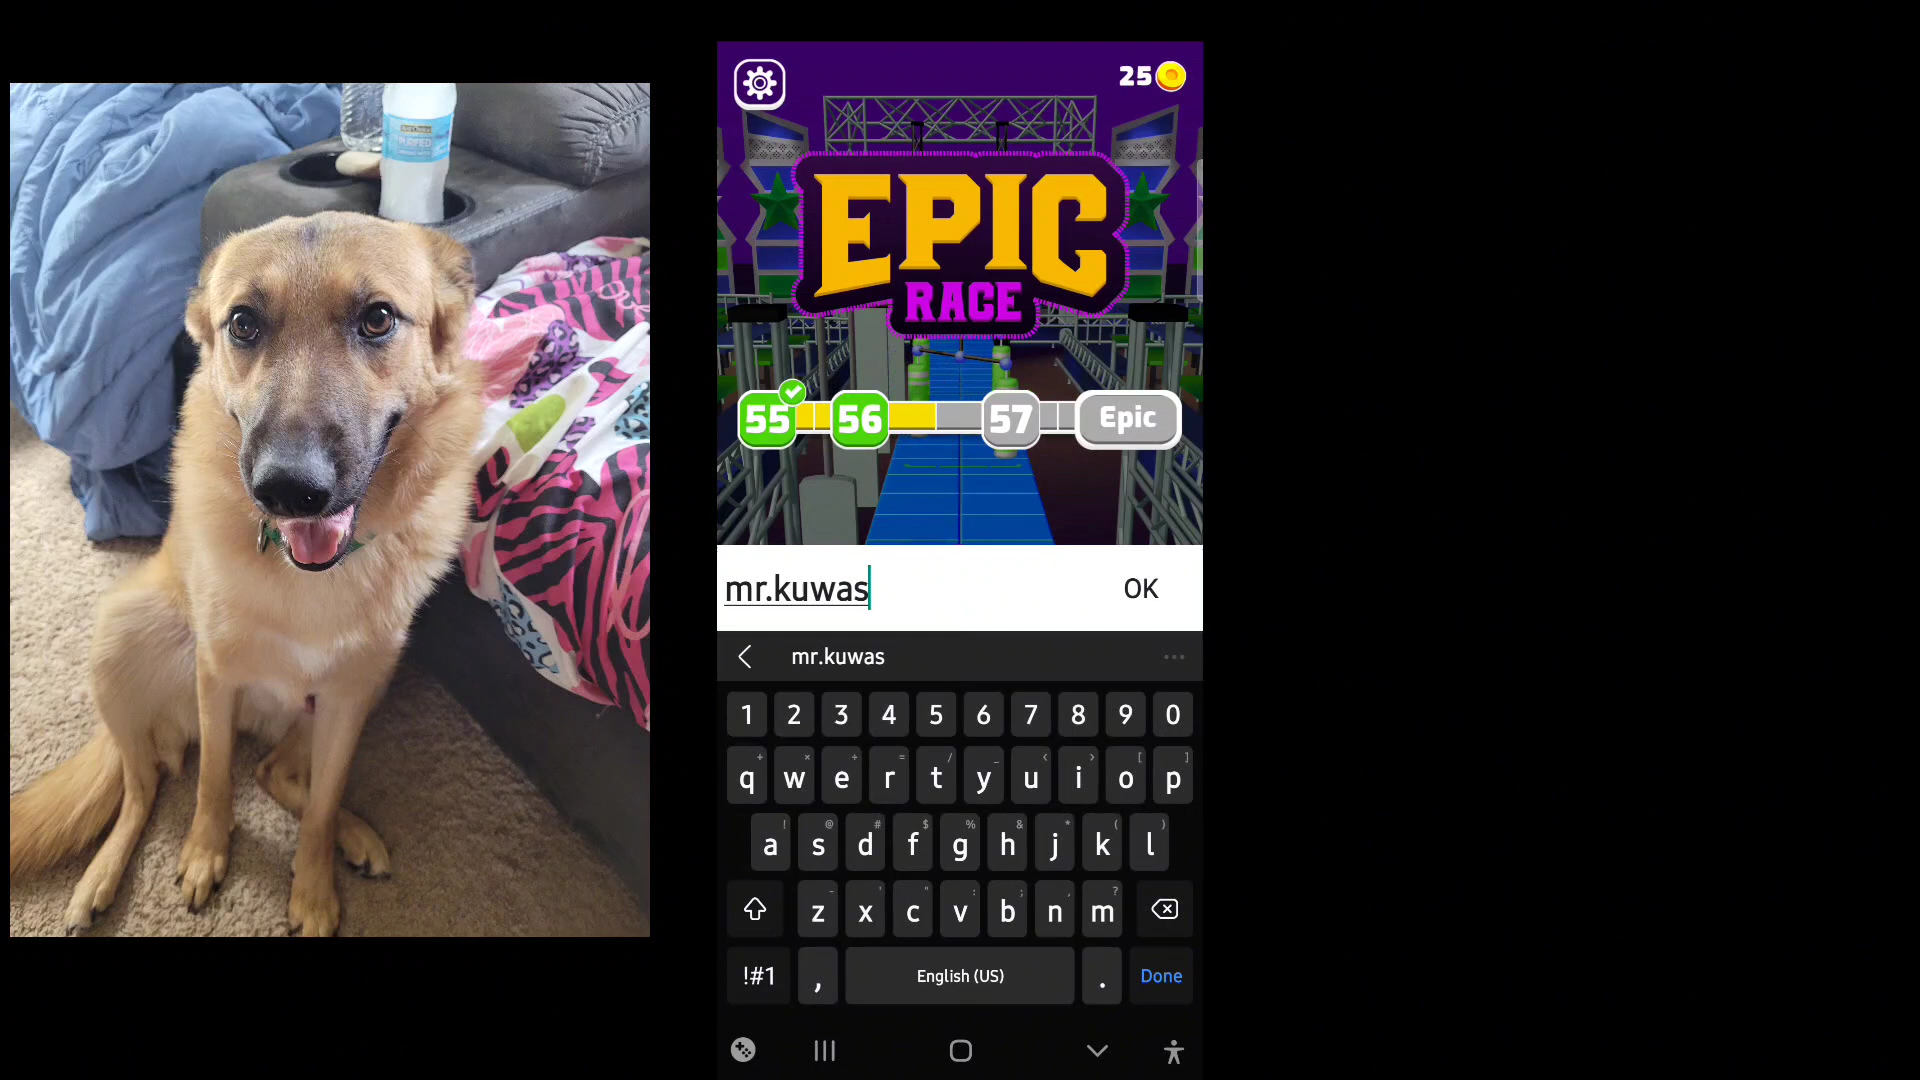 PURIFIED
25
EPIC
RACE
55 56 57 Epic
mr.kuwas OK
mr.kuwas
1 2 3 4 5 6 7 8 9 0
q w e r t y u i o p
a s d f g h j k l
z x c v b n m
!#1 , English (US) . Done